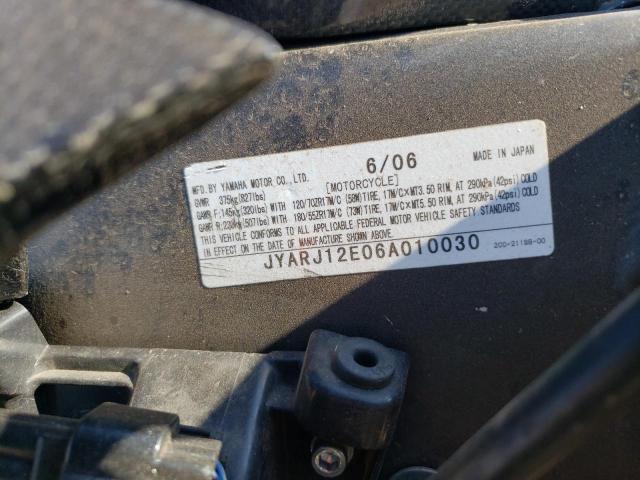 6/06
MFD. BY YAMAHA MOTOR CO., LTD. [MOTORCYCLE] MADE IN JAPAN
GVWR 375kg(827lbs)
GAWR F:145kg(320lbs) WITH 120/70ZR17M/C (58W) TIRE, 17M/C×MT3.50 RIM, AT 290kPa(42psi) COLD
GAWR R:230kg(507lbs) WITH 180/55ZR17M/C (73W) TIRE, 17M/C×MT5.50 RIM, AT 290kPa(42psi) COLD
THIS VEHICLE CONFORMS TO ALL APPLICABLE FEDERAL MOTOR VEHICLE SAFETY STANDARDS
IN EFFECT ON THE DATE OF MANUFACTURE SHOWN ABOVE.
JYARJ12E06A010030 2C0-2119B-00